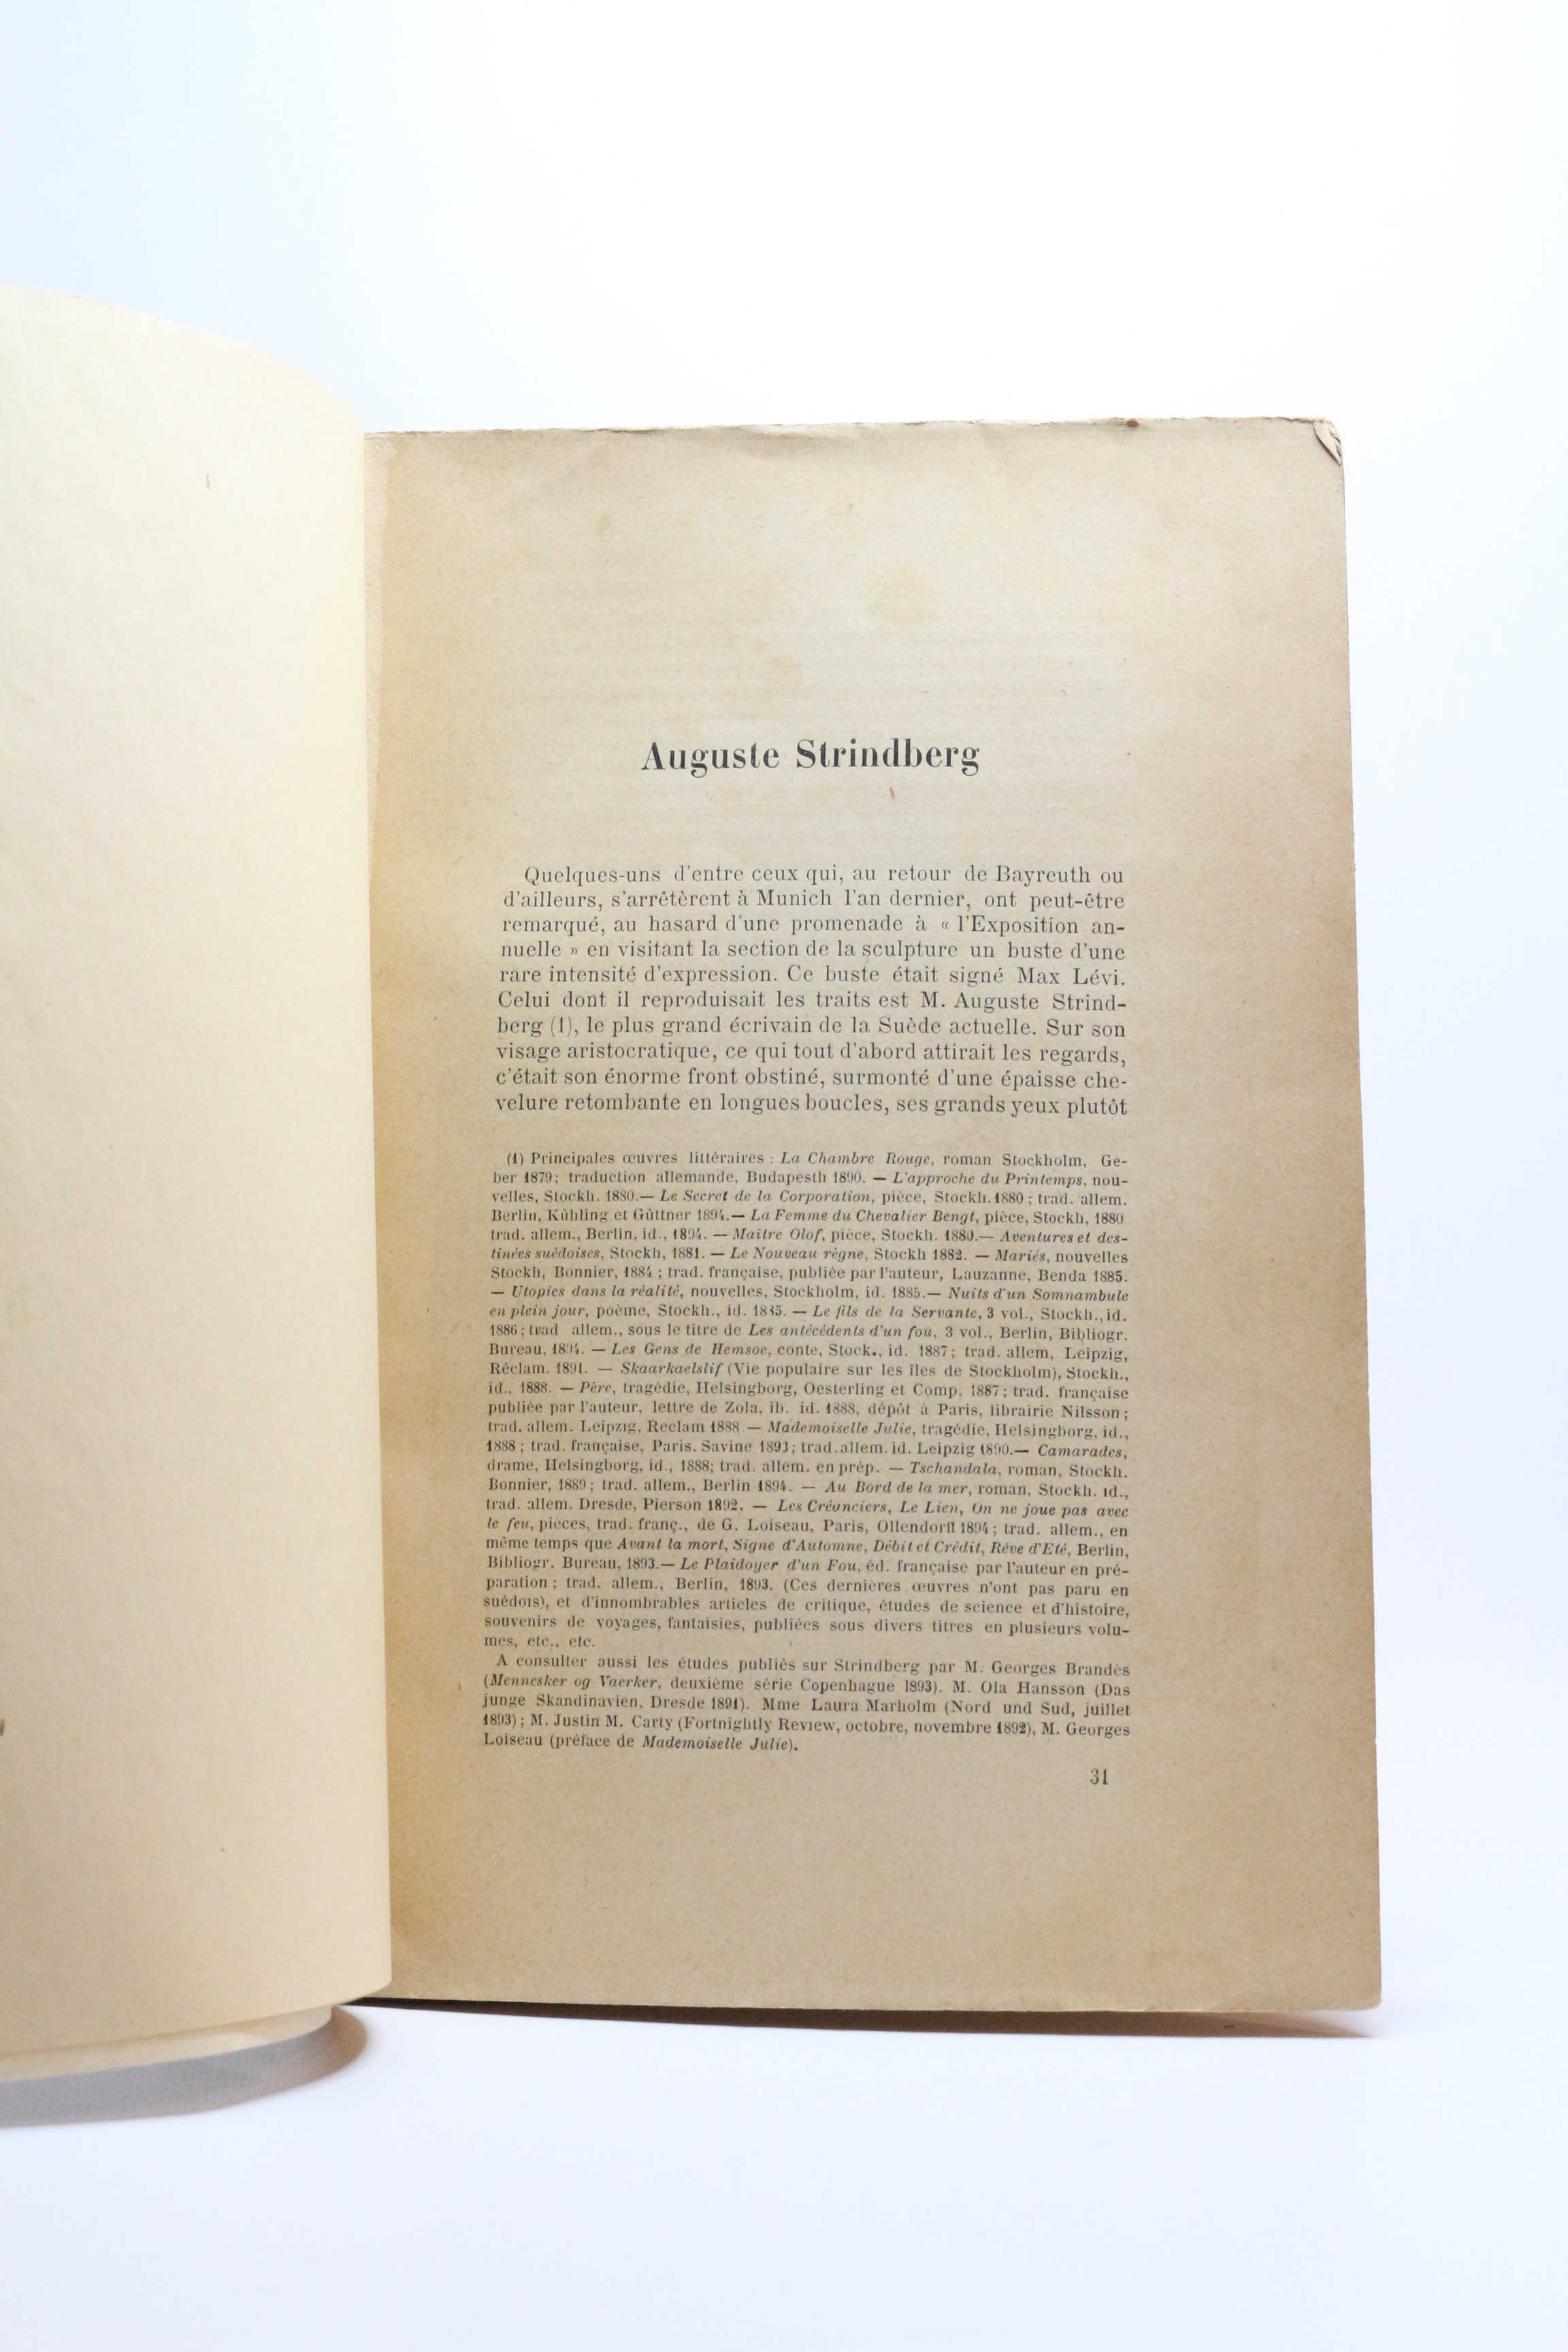 Auguste Strindberg
Quelques-uns d'entre ceux qui, au retour de Bayreuth ou
d'ailleurs, s'arrêtèrent à Munich l'an dernier, ont peut-être
remarqué, au hasard d'une promenade à « l'Exposition an-
nuelle » en visitant la section de la sculpture un buste d'une
rare intensité d'expression. Ce buste était signé Max Lévi.
Celui dont il reproduisait les traits est M. Auguste Strind-
berg (1), le plus grand écrivain de la Suède actuelle. Sur son
visage aristocratique, ce qui tout d'abord attirait les regards,
c'était son énorme front obstiné, surmonté d'une épaisse che-
velure retombante en longues boucles, ses grands yeux plutôt
(1) Principales œuvres littéraires : La Chambre Rouge, roman Stockholm, Ge-
ber 1879; traduction allemande, Budapesth 1890. — L'approche du Printemps, nou-
velles, Stockh. 1880.— Le Secret de la Corporation, pièce, Stockh. 1880 ; trad. allem.
Berlin, Kühling et Güttner 1894.— La Femme du Chevalier Bengt, pièce, Stockh, 1880
trad. allem., Berlin, id., 1894. — Maître Olof, pièce, Stockh. 1880.— Aventures et des-
tinées suédoises, Stockh, 1881. — Le Nouveau règne, Stockh 1882. — Mariés, nouvelles
Stockh, Bonnier, 1884 ; trad. française, publiée par l'auteur, Lauzanne, Benda 1885.
— Utopies dans la réalité, nouvelles, Stockholm, id. 1885.— Nuits d'un Somnambule
en plein jour, poème, Stockh., id. 1885. — Le fils de la Servante, 3 vol., Stockh., id.
1886 ; trad allem., sous le titre de Les antécédents d'un fou, 3 vol., Berlin, Bibliogr.
Bureau, 1894. — Les Gens de Hemsoe, conte, Stock., id. 1887; trad. allem, Leipzig,
Réclam. 1891. — Skaarkaelslif (Vie populaire sur les îles de Stockholm), Stockh.,
id., 1888. — Père, tragédie, Helsingborg, Oesterling et Comp. 1887; trad. française
publiée par l'auteur, lettre de Zola, ib. id. 1888, dépôt à Paris, librairie Nilsson ;
trad. allem. Leipzig, Reclam 1888 — Mademoiselle Julie, tragédie, Helsingborg, id.,
1888 ; trad. française, Paris. Savine 1893; trad. allem. id. Leipzig 1890.— Camarades,
drame, Helsingborg, id., 1888; trad. allem. en prép. — Tschandala, roman, Stockh.
Bonnier, 1889; trad. allem., Berlin 1894. — Au Bord de la mer, roman, Stockh. id.,
trad. allem. Dresde, Pierson 1892. — Les Créanciers, Le Lien, On ne joue pas avec
le feu, pièces, trad. franç., de G. Loiseau, Paris, Ollendorff 1894; trad. allem., en
même temps que Avant la mort, Signe d'Automne, Débit et Crédit, Rêve d'Eté, Berlin,
Bibliogr. Bureau, 1893.— Le Plaidoyer d'un Fou, éd. française par l'auteur en pré-
paration ; trad. allem., Berlin, 1893. (Ces dernières œuvres n'ont pas paru en
suédois), et d'innombrables articles de critique, études de science et d'histoire,
souvenirs de voyages, fantaisies, publiées sous divers titres en plusieurs volu-
mes, etc., etc.
A consulter aussi les études publiés sur Strindberg par M. Georges Brandès
(Mennesker og Vaerker, deuxième série Copenhague 1893). M. Ola Hansson (Das
junge Skandinavien, Dresde 1891). Mme Laura Marholm (Nord und Sud, juillet
1893) ; M. Justin M. Carty (Fortnightly Review, octobre, novembre 1892), M. Georges
Loiseau (préface de Mademoiselle Julie).
31